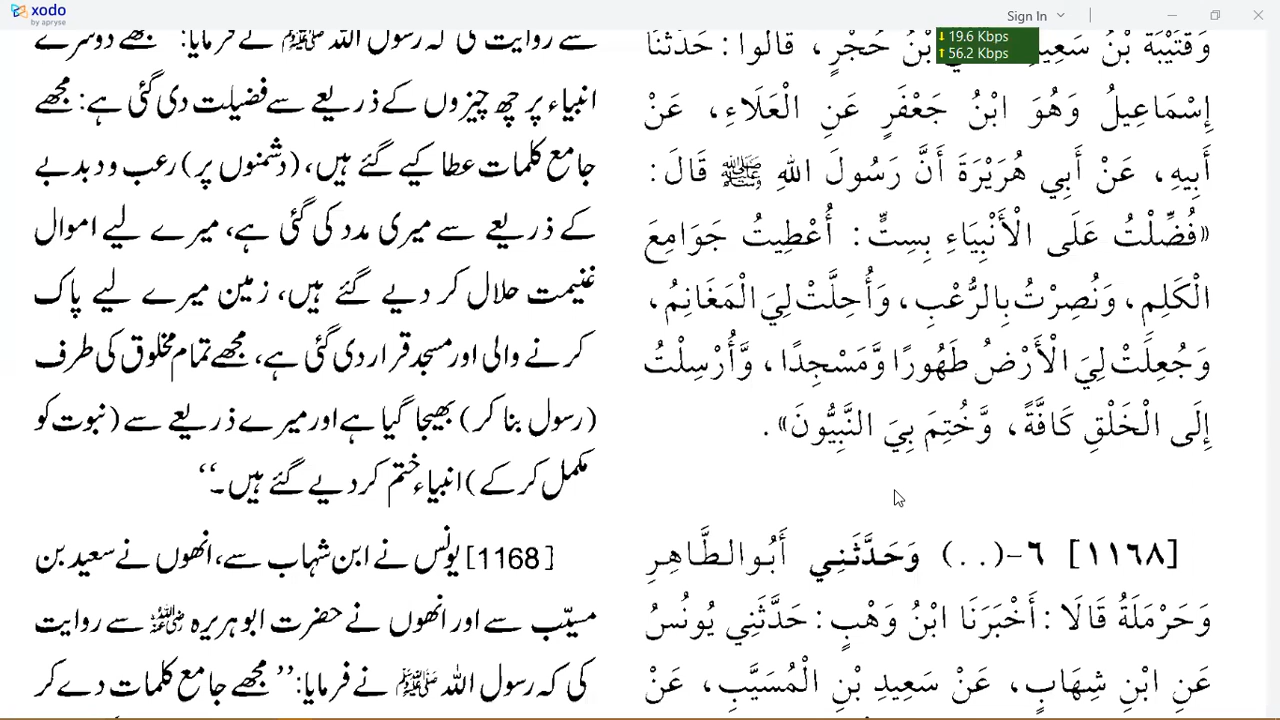 xodo
by apryse
Sign In
19.6 Kbps
56.2 Kbps
وَقُتَيْبَةُ بْنُ سَعِيدٍ بْنُ حُجْرٍ، قَالُوا: حَدَّثَنَا
إِسْمَاعِيلُ وَهُوَ ابْنُ جَعْفَرٍ عَنِ الْعَلَاءِ، عَنْ
أَبِيهِ، عَنْ أَبِي هُرَيْرَةَ أَنَّ رَسُولَ اللهِ ﷺ قَالَ:
«فُضِّلْتُ عَلَى الْأَنْبِيَاءِ بِسِتٍّ: أُعْطِيتُ جَوَامِعَ
الْكَلِمِ، وَنُصِرْتُ بِالرُّعْبِ، وَأُحِلَّتْ لِيَ الْمَغَانِمُ،
وَجُعِلَتْ لِيَ الْأَرْضُ طَهُورًا وَّمَسْجِدًا، وَّأُرْسِلْتُ
إِلَى الْخَلْقِ كَافَّةً، وَّخُتِمَ بِيَ النَّبِيُّونَ».
[١١٦٨] ٦-(..) وَحَدَّثَنِي أَبُو الطَّاهِرِ
وَحَرْمَلَةُ قَالَا: أَخْبَرَنَا ابْنُ وَهْبٍ: حَدَّثَنِي يُونُسُ
عَنِ ابْنِ شِهَابٍ، عَنْ سَعِيدِ بْنِ الْمُسَيَّبِ، عَنْ
سے روایت کی کہ رسول اللہ ﷺ نے فرمایا: ”مجھے دوسرے
انبیاء پر چھ چیزوں کے ذریعے سے فضیلت دی گئی ہے: مجھے
جامع کلمات عطا کیے گئے ہیں، (دشمنوں پر) رعب و دبدبے
کے ذریعے سے میری مدد کی گئی ہے، میرے لیے اموال
غنیمت حلال کر دیے گئے ہیں، زمین میرے لیے پاک
کرنے والی اور مسجد قرار دی گئی ہے، مجھے تمام مخلوق کی طرف
(رسول بنا کر) بھیجا گیا ہے اور میرے ذریعے سے (نبوت کو
مکمل کر کے) انبیاء ختم کر دیے گئے ہیں۔“
[1168] یونس نے ابن شہاب سے، انھوں نے سعید بن
مسیّب سے اور انھوں نے حضرت ابو ہریرہ ؓ سے روایت
کی کہ رسول اللہ ﷺ نے فرمایا: ”مجھے جامع کلمات دے کر